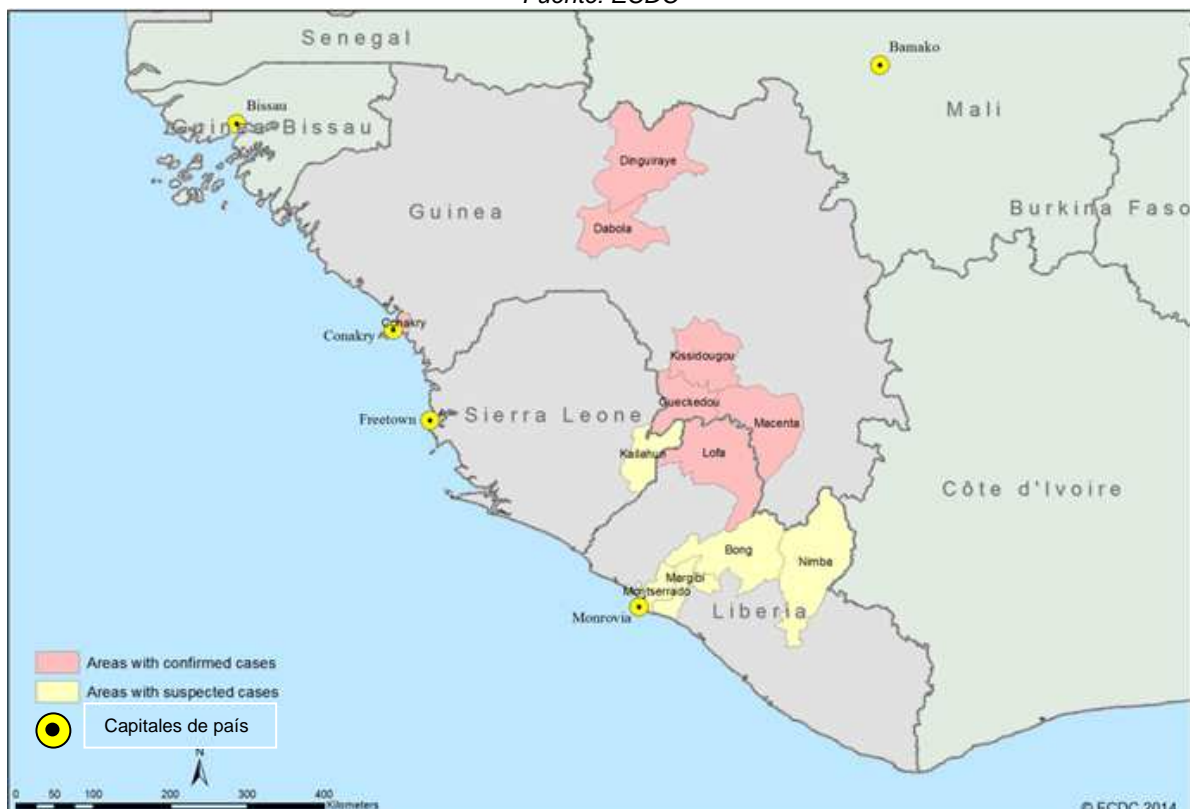 Fuente: ECDC
Senegal
Bamako
Bissau
Mali
Guinea-Bissau
Dinguiraye
Guinea
Burkina Faso
Dabola
Conakry
Conakry
Kissidougou
Gueckedou
Freetown
Sierra Leone
Macenta
Kailahun
Lofa
Côte d'Ivoire
Bong
Nimba
Margibi
Montserrado
Monrovia
Liberia
Areas with confirmed cases
Areas with suspected cases
Capitales de país
N
0 50 100 200 300 400
Kilometers
© ECDC 2014